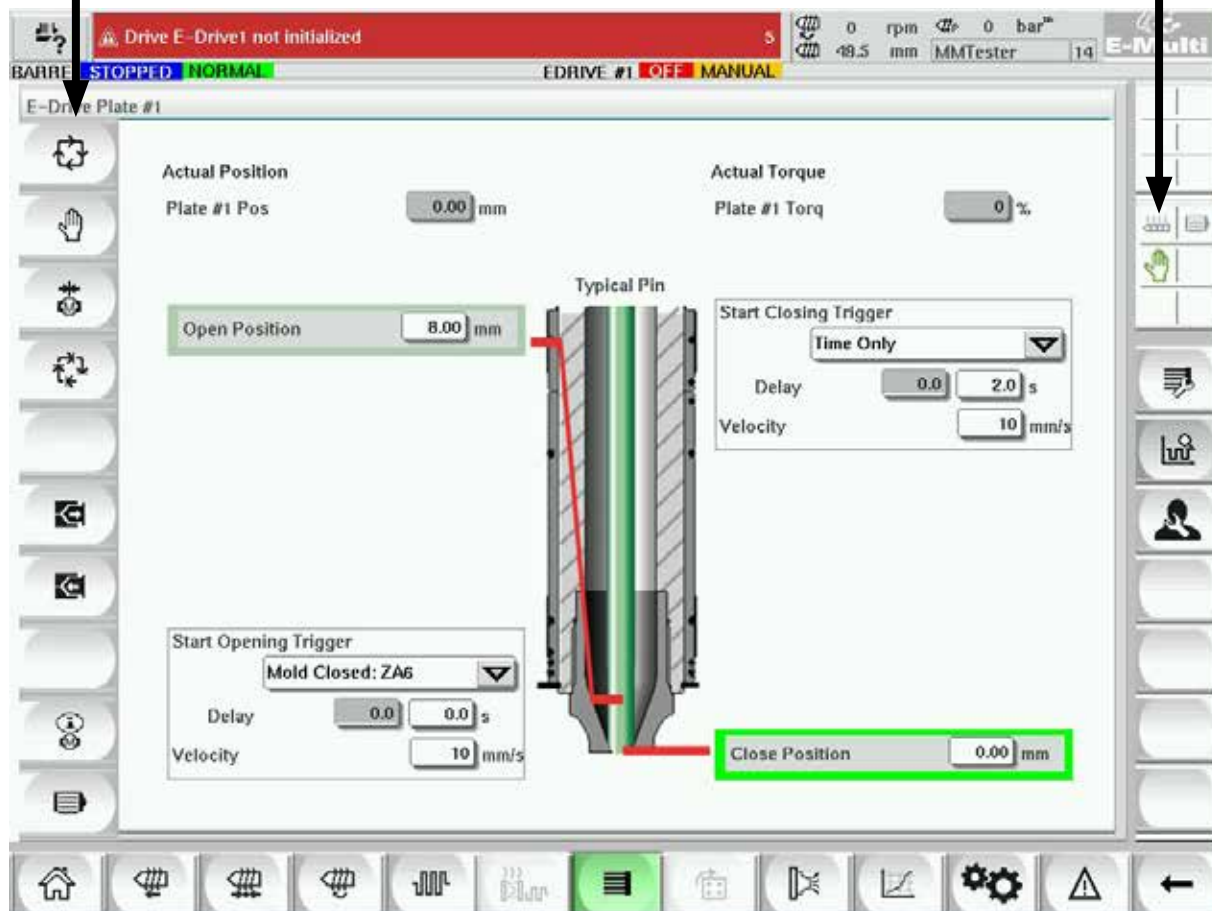 Drive E-Drive1 not initialized
S
0 rpm 0 bar
48.5 mm MMTester 14
E-Multi
BARRE STOPPED NORMAL
EDRIVE #1 OFF MANUAL
E-Drive Plate #1
Actual Position
Plate #1 Pos 0.00 mm
Actual Torque
Plate #1 Torq 0 %
Typical Pin
Open Position 8.00 mm
Start Closing Trigger
Time Only
Delay 0.0 2.0 s
Velocity 10 mm/s
Start Opening Trigger
Mold Closed: ZA6
Delay 0.0 0.0 s
Velocity 10 mm/s
Close Position 0.00 mm